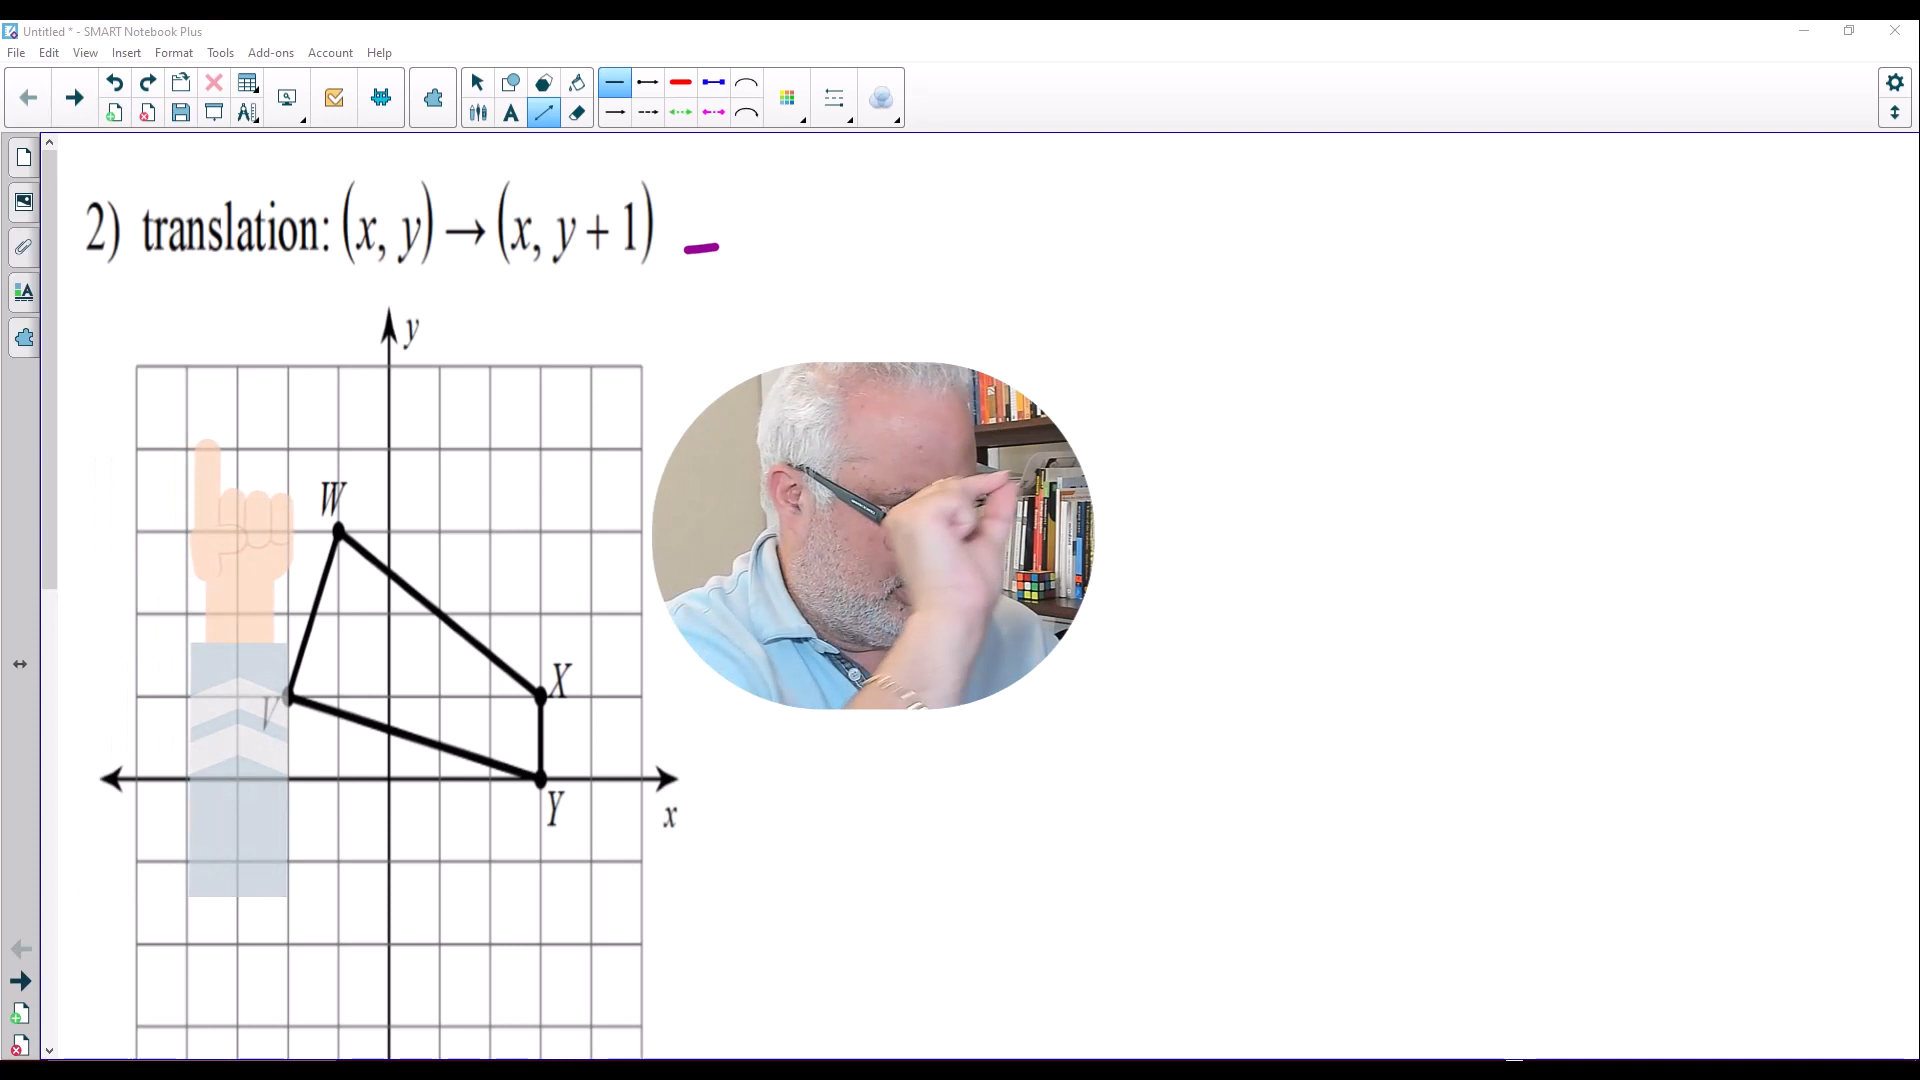 Untitled * - SMART Notebook Plus
File Edit View Insert Format Tools Add-ons Account Help
2) translation: (x, y) → (x, y + 1)
y
W
X
V
Y
x